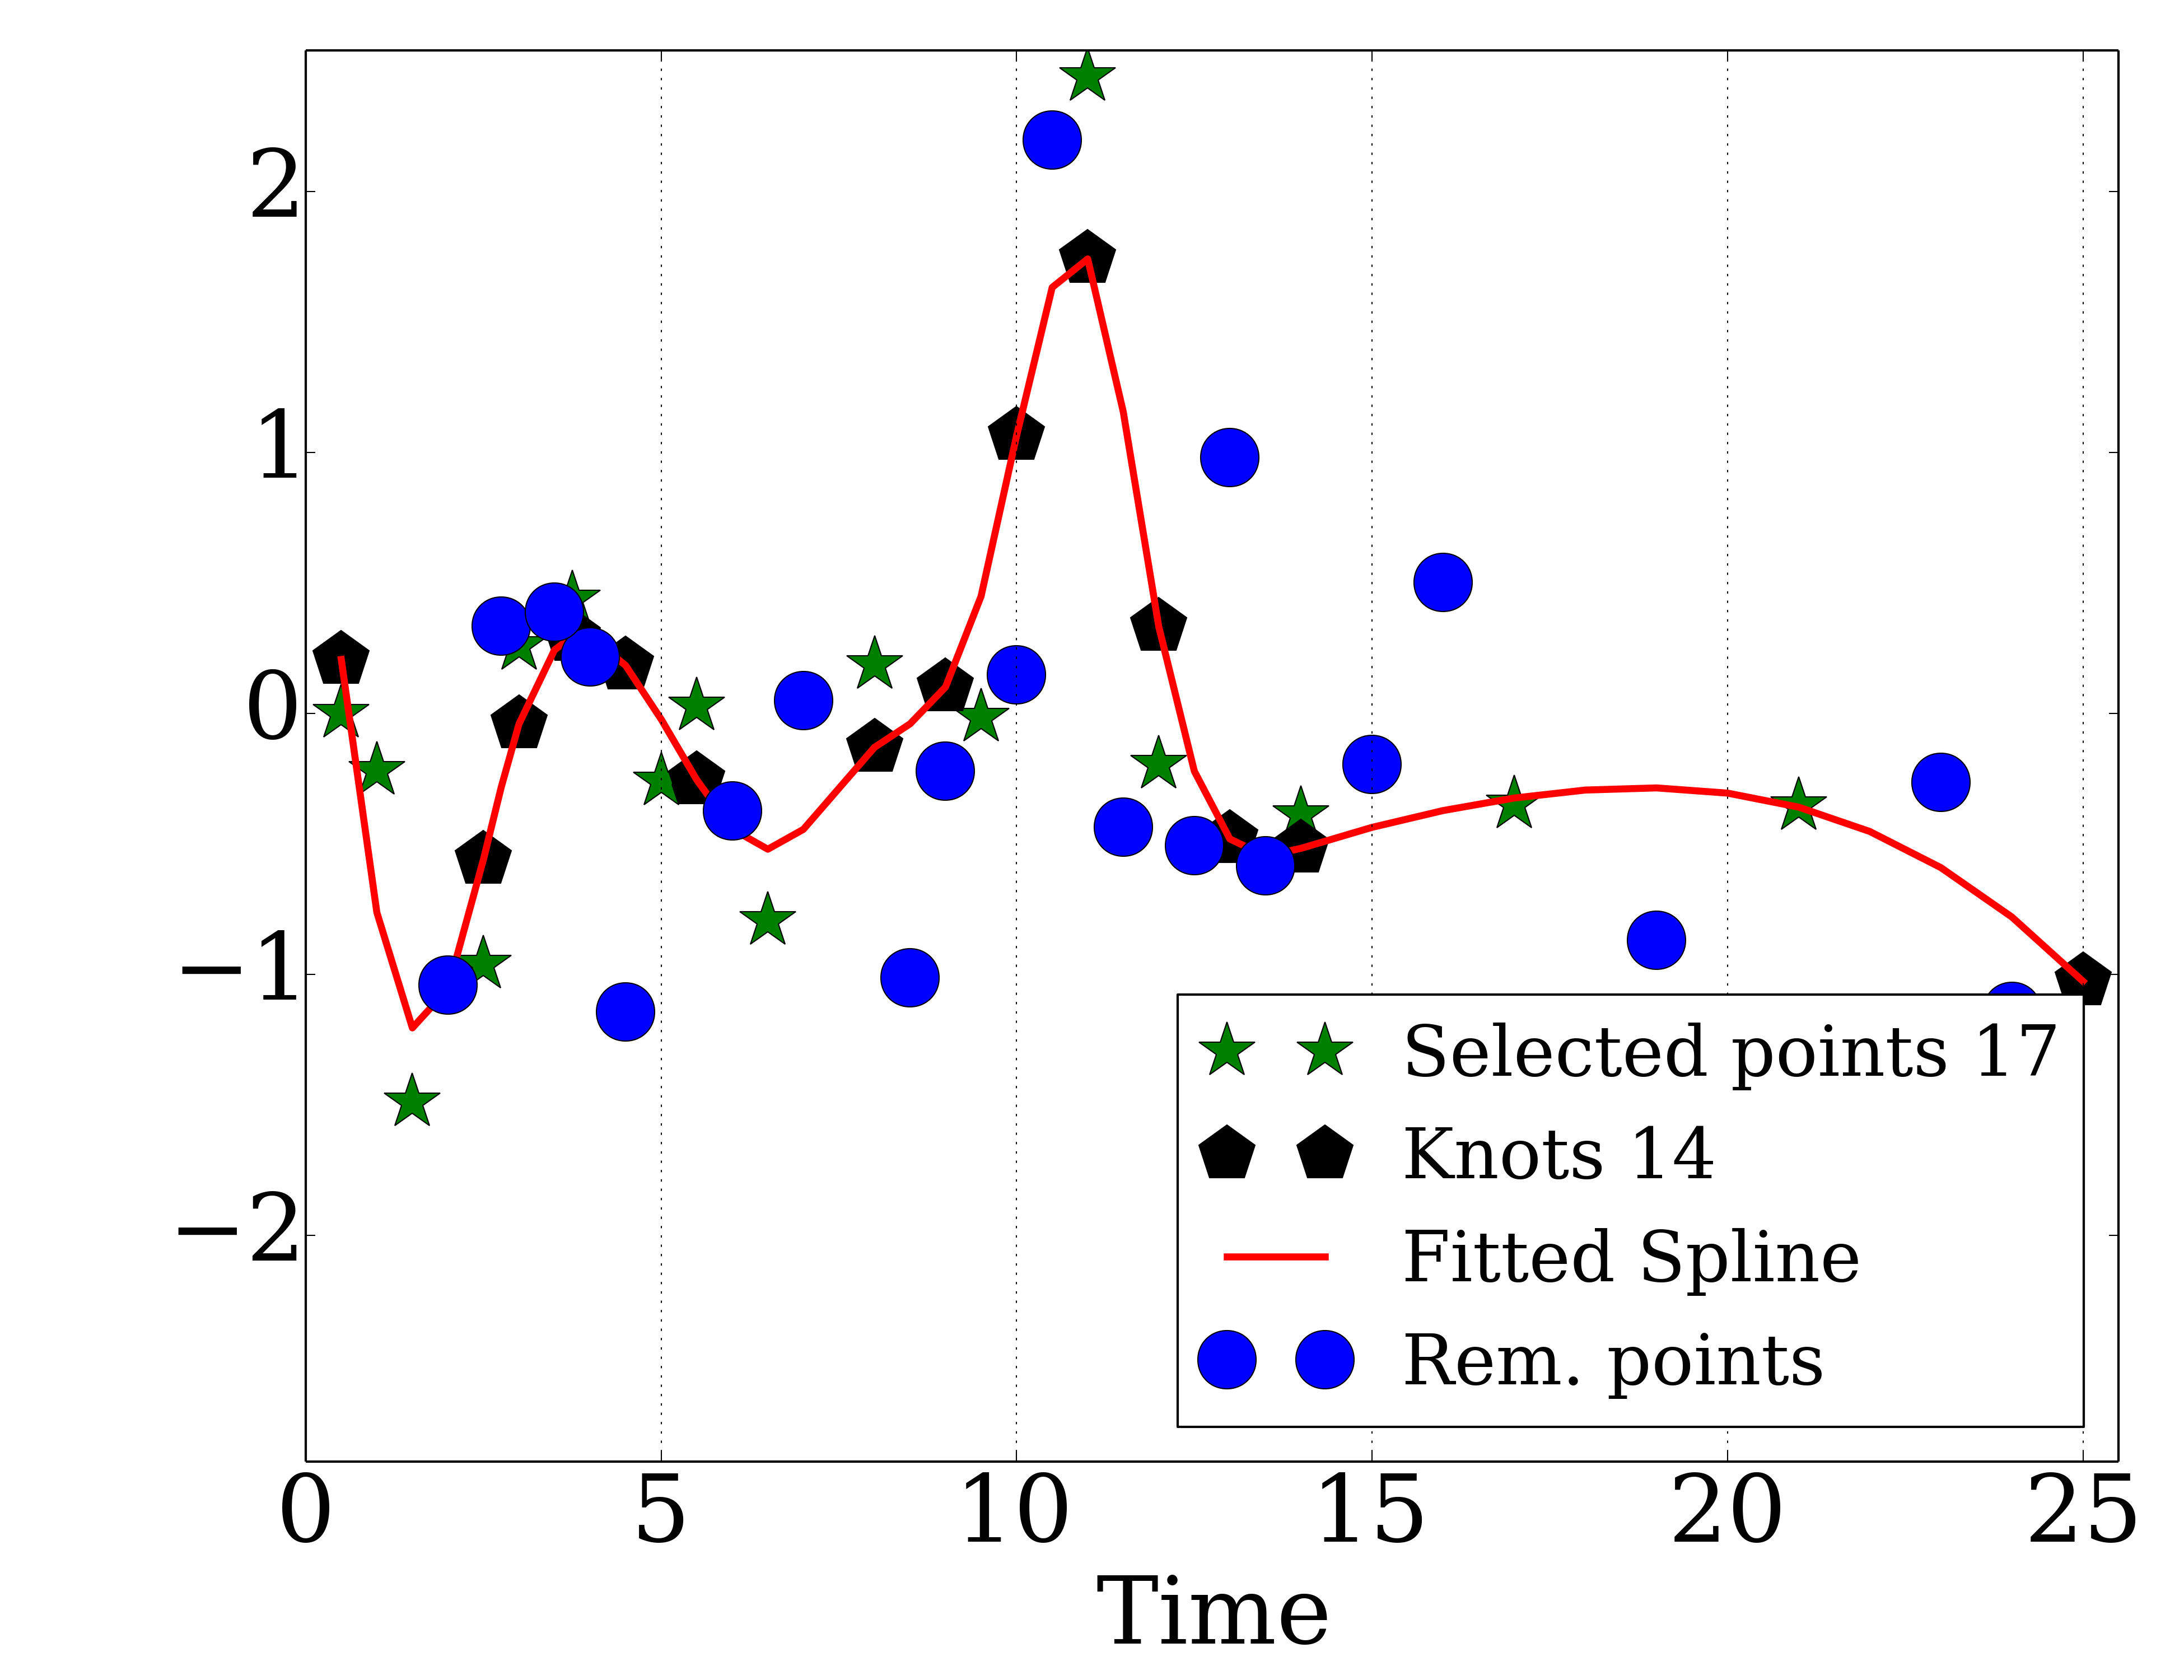 2
1
0
−1
−2
Selected points 17
Knots 14
Fitted Spline
Rem. points
0 5 10 15 20 25
Time